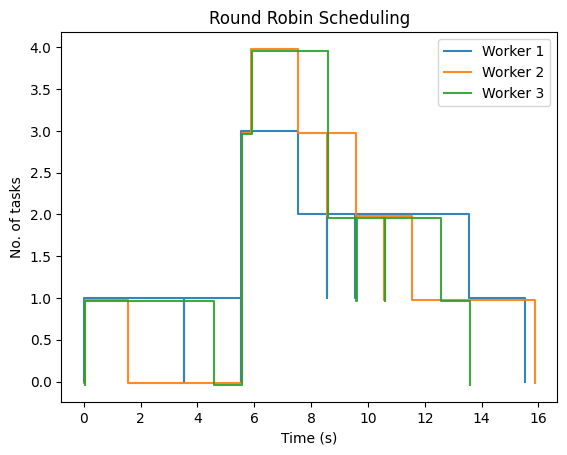 Round Robin Scheduling
Worker 1
Worker 2
Worker 3
No. of tasks
4.0
3.5
3.0
2.5
2.0
1.5
1.0
0.5
0.0
0 2 4 6 8 10 12 14 16
Time (s)